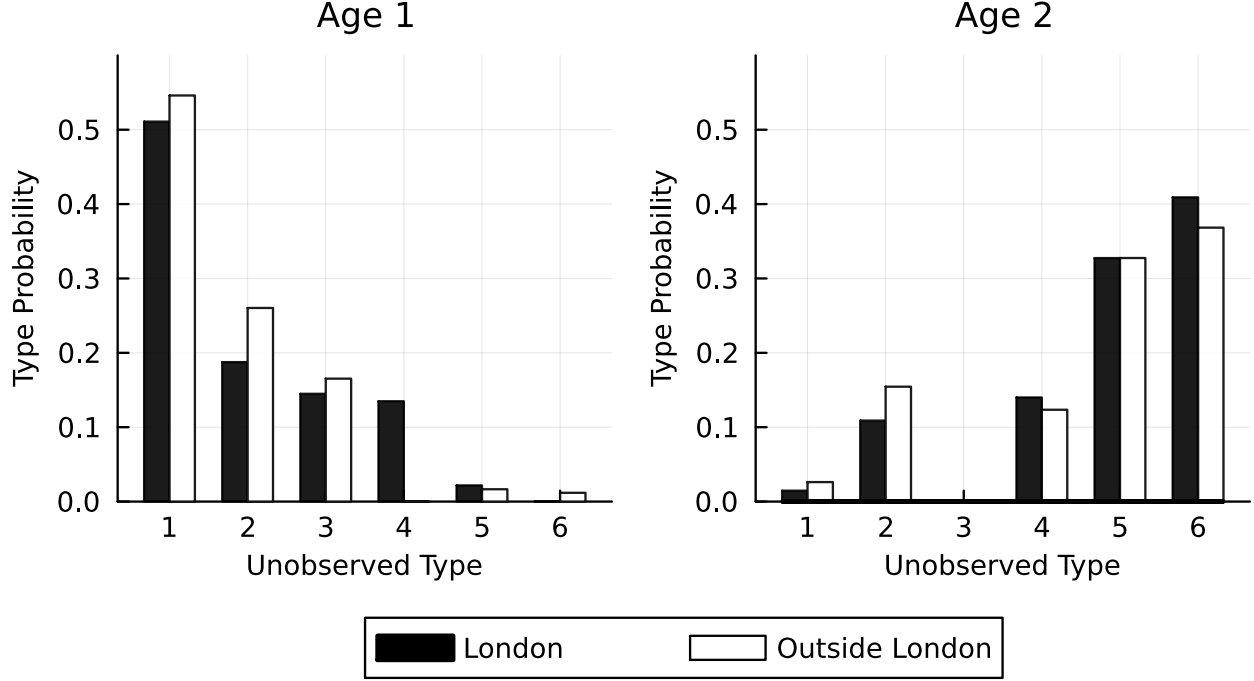 Age 1
Type Probability
0.5
0.4
0.3
0.2
0.1
0.0
1 2 3 4 5 6
Unobserved Type
Age 2
Type Probability
0.5
0.4
0.3
0.2
0.1
0.0
1 2 3 4 5 6
Unobserved Type
London
Outside London